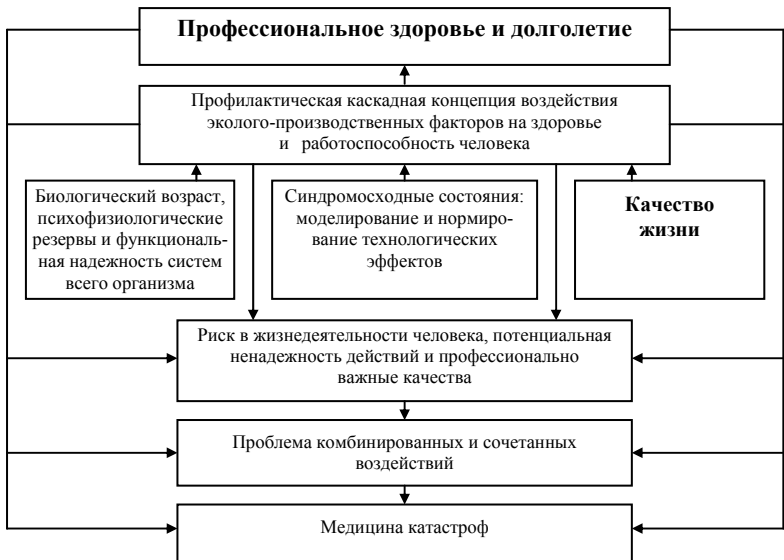 Профессиональное здоровье и долголетие
Профилактическая каскадная концепция воздействия
эколого-производственных факторов на здоровье
и работоспособность человека
Биологический возраст,
психофизиологические
резервы и функциональ-
ная надежность систем
всего организма
Синдромосходные состояния:
моделирование и нормиро-
вание технологических
эффектов
Качество
жизни
Риск в жизнедеятельности человека, потенциальная
ненадежность действий и профессионально
важные качества
Проблема комбинированных и сочетанных
воздействий
Медицина катастроф